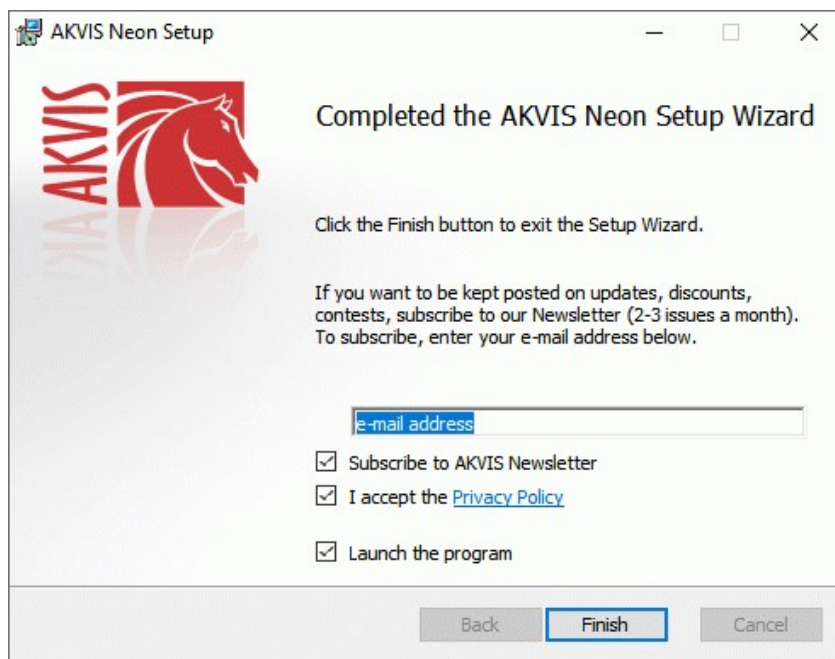 AKVIS Neon Setup
AKVIS
Completed the AKVIS Neon Setup Wizard
Click the Finish button to exit the Setup Wizard.
If you want to be kept posted on updates, discounts,
contests, subscribe to our Newsletter (2-3 issues a month).
To subscribe, enter your e-mail address below.
e-mail address
Subscribe to AKVIS Newsletter
I accept the Privacy Policy
Launch the program
Back
Finish
Cancel